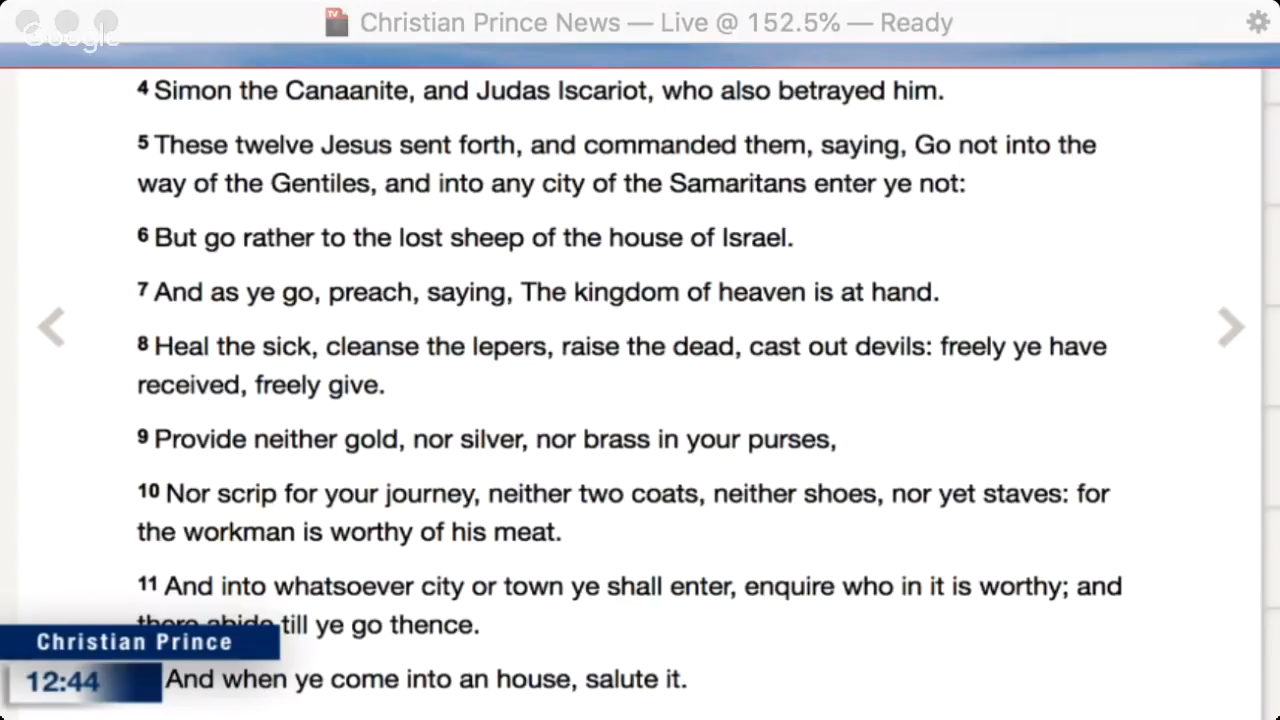 Christian Prince News — Live @ 152.5% — Ready
Google
4 Simon the Canaanite, and Judas Iscariot, who also betrayed him.
5 These twelve Jesus sent forth, and commanded them, saying, Go not into the
way of the Gentiles, and into any city of the Samaritans enter ye not:
6 But go rather to the lost sheep of the house of Israel.
7 And as ye go, preach, saying, The kingdom of heaven is at hand.
8 Heal the sick, cleanse the lepers, raise the dead, cast out devils: freely ye have
received, freely give.
9 Provide neither gold, nor silver, nor brass in your purses,
10 Nor scrip for your journey, neither two coats, neither shoes, nor yet staves: for
the workman is worthy of his meat.
11 And into whatsoever city or town ye shall enter, enquire who in it is worthy; and
there abide till ye go thence.
Christian Prince
12:44
And when ye come into an house, salute it.